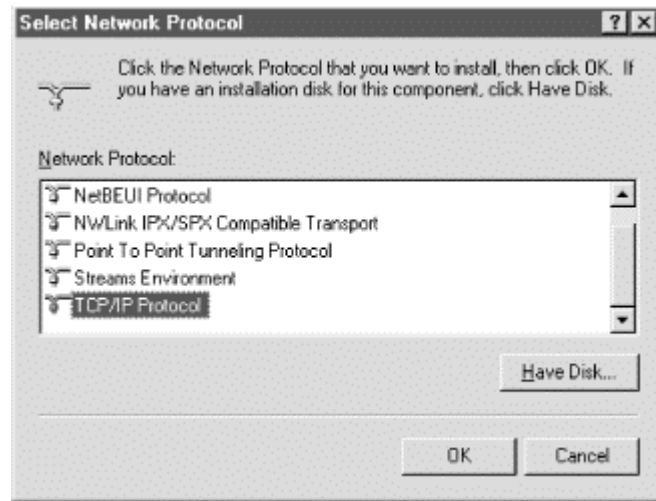 Select Network Protocol
Click the Network Protocol that you want to install, then click OK. If
you have an installation disk for this component, click Have Disk.
Network Protocol:
NetBEUI Protocol
NWLink IPX/SPX Compatible Transport
Point To Point Tunneling Protocol
Streams Environment
TCP/IP Protocol
Have Disk...
OK Cancel